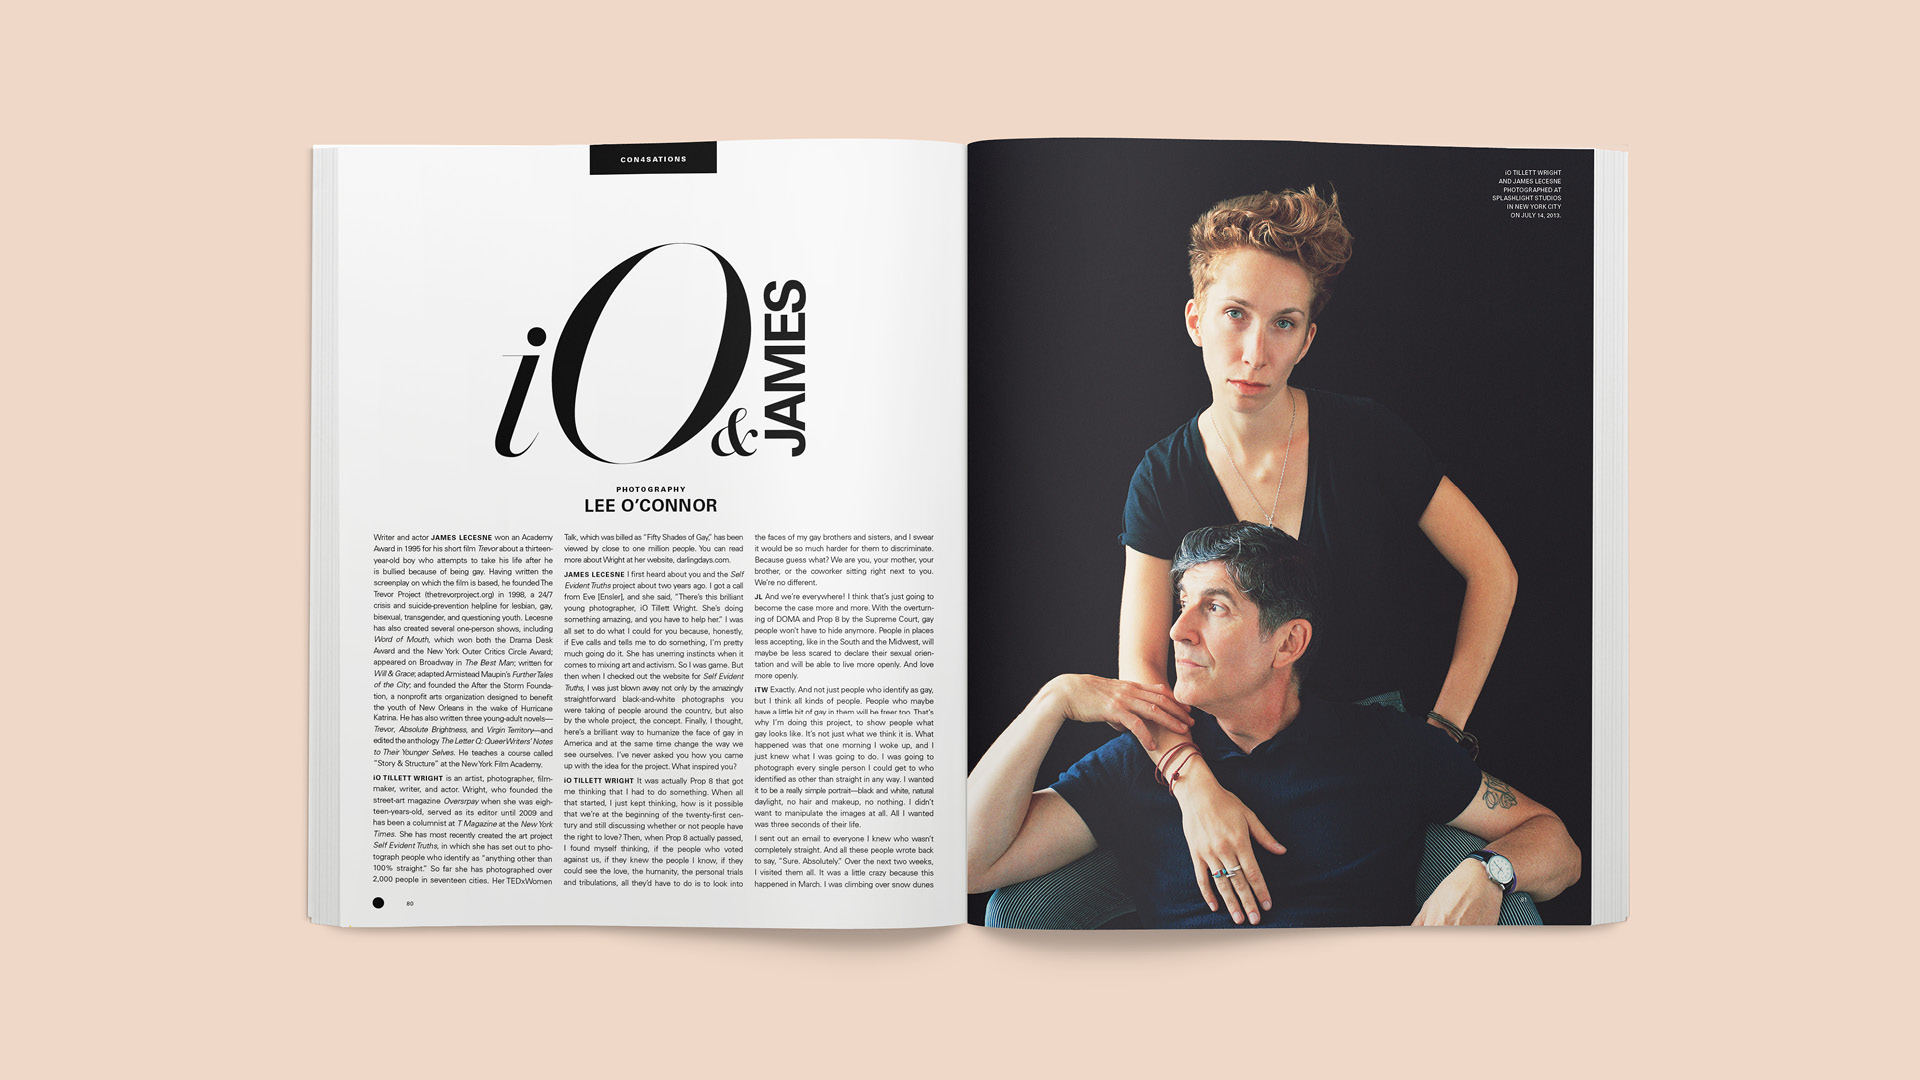 CON4SATIONS
iO & JAMES
PHOTOGRAPHY
LEE O'CONNOR
Writer and actor JAMES LECESNE won an Academy
Award in 1995 for his short film Trevor about a thirteen-
year-old boy who attempts to take his life after he
is bullied because of being gay. Having written the
screenplay on which the film is based, he founded The
Trevor Project (thetrevorproject.org) in 1998, a 24/7
crisis and suicide-prevention helpline for lesbian, gay,
bisexual, transgender, and questioning youth. Lecesne
has also created several one-person shows, including
Word of Mouth, which won both the Drama Desk
Award and the New York Outer Critics Circle Award;
appeared on Broadway in The Best Man; written for
Will & Grace; adapted Armistead Maupin's Further Tales
of the City; and founded the After the Storm Founda-
tion, a nonprofit arts organization designed to benefit
the youth of New Orleans in the wake of Hurricane
Katrina. He has also written three young-adult novels—
Trevor, Absolute Brightness, and Virgin Territory—and
edited the anthology The Letter Q: Queer Writers' Notes
to Their Younger Selves. He teaches a course called
"Story & Structure" at the New York Film Academy.
iO TILLETT WRIGHT is an artist, photographer, film-
maker, writer, and actor. Wright, who founded the
street-art magazine Overspray when she was eigh-
teen-years-old, served as its editor until 2009 and
has been a columnist at T Magazine at the New York
Times. She has most recently created the art project
Self Evident Truths, in which she has set out to pho-
tograph people who identify as "anything other than
100% straight." So far she has photographed over
2,000 people in seventeen cities. Her TEDxWomen
Talk, which was billed as "Fifty Shades of Gay," has been
viewed by close to one million people. You can read
more about Wright at her website, darlingdays.com.
JAMES LECESNE I first heard about you and the Self
Evident Truths project about two years ago. I got a call
from Eve [Ensler], and she said, "There's this brilliant
young photographer, iO Tillett Wright. She's doing
something amazing, and you have to help her." I was
all set to do what I could for you because, honestly,
if Eve calls and tells me to do something, I'm pretty
much going do it. She has unerring instincts when it
comes to mixing art and activism. So I was game. But
then when I checked out the website for Self Evident
Truths, I was just blown away not only by the amazingly
straightforward black-and-white photographs you
were taking of people around the country, but also
by the whole project, the concept. Finally, I thought,
here's a brilliant way to humanize the face of gay in
America and at the same time change the way we
see ourselves. I've never asked you how you came
up with the idea for the project. What inspired you?
iO TILLETT WRIGHT It was actually Prop 8 that got
me thinking that I had to do something. When all
that started, I just kept thinking, how is it possible
that we're at the beginning of the twenty-first cen-
tury and still discussing whether or not people have
the right to love? Then, when Prop 8 actually passed,
I found myself thinking, if the people who voted
against us, if they knew the people I know, if they
could see the love, the humanity, the personal trials
and tribulations, all they'd have to do is to look into
the faces of my gay brothers and sisters, and I swear
it would be so much harder for them to discriminate.
Because guess what? We are you, your mother, your
brother, or the coworker sitting right next to you.
We're no different.
JL And we're everywhere! I think that's just going to
become the case more and more. With the overturn-
ing of DOMA and Prop 8 by the Supreme Court, gay
people won't have to hide anymore. People in places
less accepting, like in the South and the Midwest, will
maybe be less scared to declare their sexual orien-
tation and will be able to live more openly. And love
more openly.
iTW Exactly. And not just people who identify as gay,
but I think all kinds of people. People who maybe
have a little bit of gay in them will be freer too. That's
why I'm doing this project, to show people what
gay looks like. It's not just what we think it is. What
happened was that one morning I woke up, and I
just knew what I was going to do. I was going to
photograph every single person I could get to who
identified as other than straight in any way. I wanted
it to be a really simple portrait—black and white, natural
daylight, no hair and makeup, no nothing. I didn't
want to manipulate the images at all. All I wanted
was three seconds of their life.
I sent out an email to everyone I knew who wasn't
completely straight. And all these people wrote back
to say, "Sure. Absolutely." Over the next two weeks,
I visited them all. It was a little crazy because this
happened in March. I was climbing over snow dunes
80
iO TILLETT WRIGHT
AND JAMES LECESNE
PHOTOGRAPHED AT
SPLASHLIGHT STUDIOS
IN NEW YORK CITY
ON JULY 14, 2013.
81